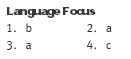 Language Focus
1. b    2. a
3. a    4. c